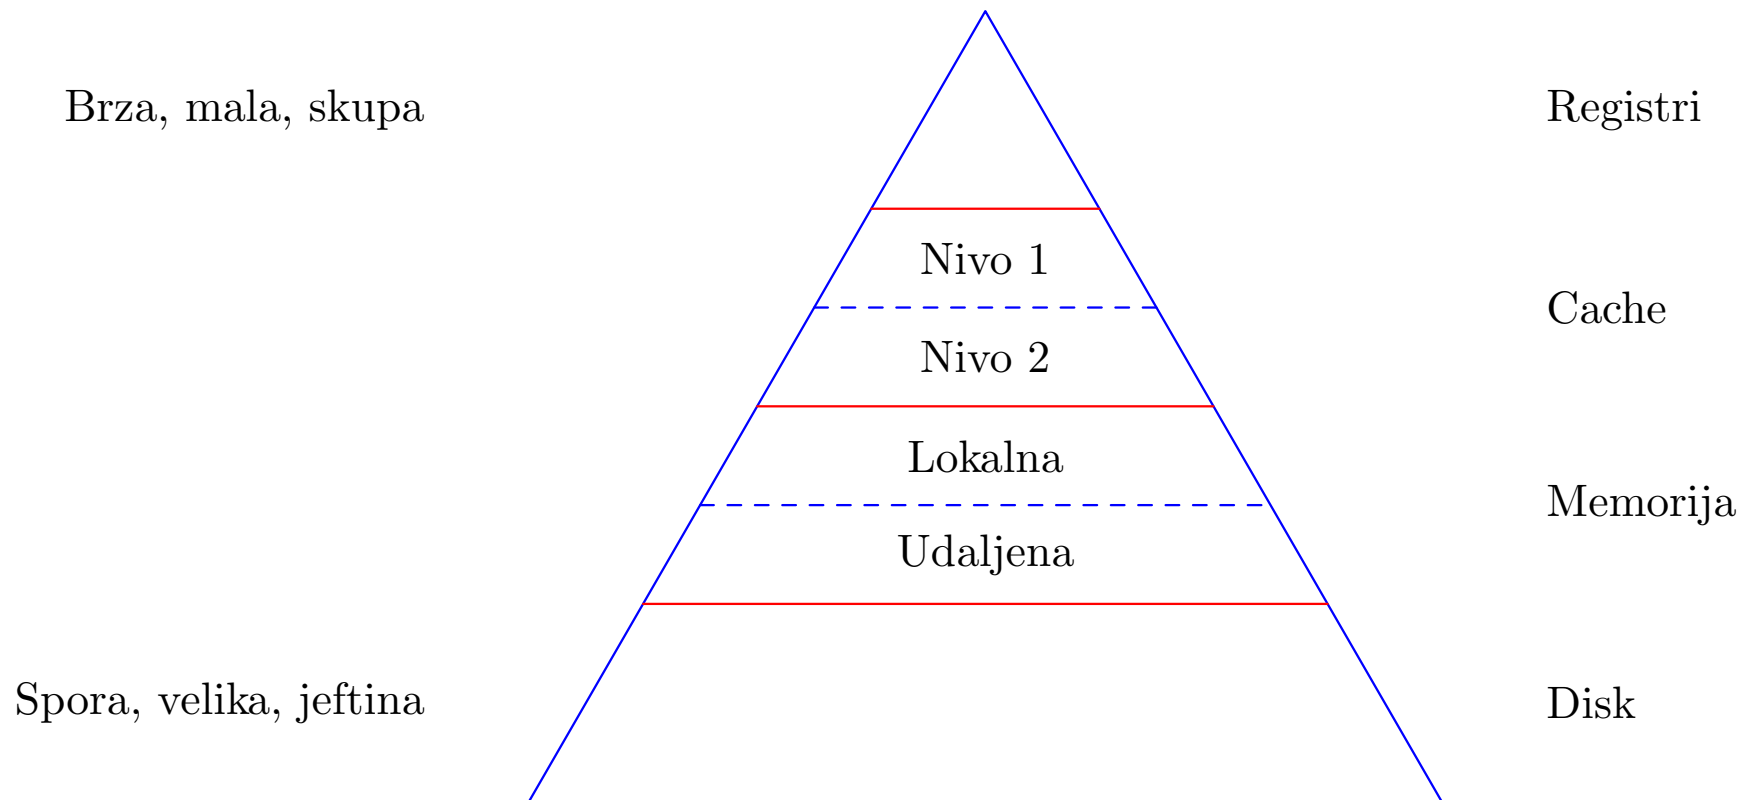 Brza, mala, skupa
Registri
Nivo 1
Cache
Nivo 2
Lokalna
Memorija
Udaljena
Spora, velika, jeftina
Disk